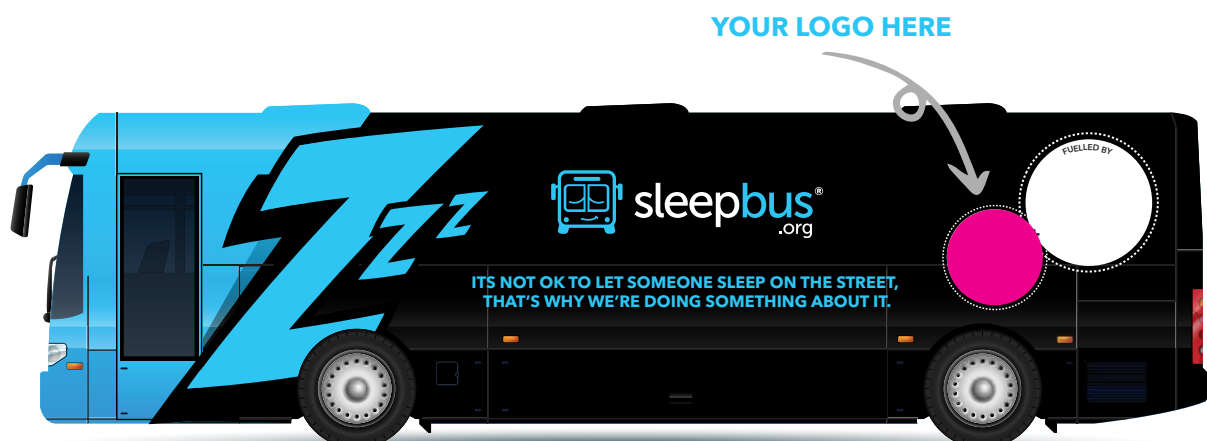 YOUR LOGO HERE
FUELLED BY
Zzz
sleepbus®
.org
ITS NOT OK TO LET SOMEONE SLEEP ON THE STREET,
THAT'S WHY WE'RE DOING SOMETHING ABOUT IT.